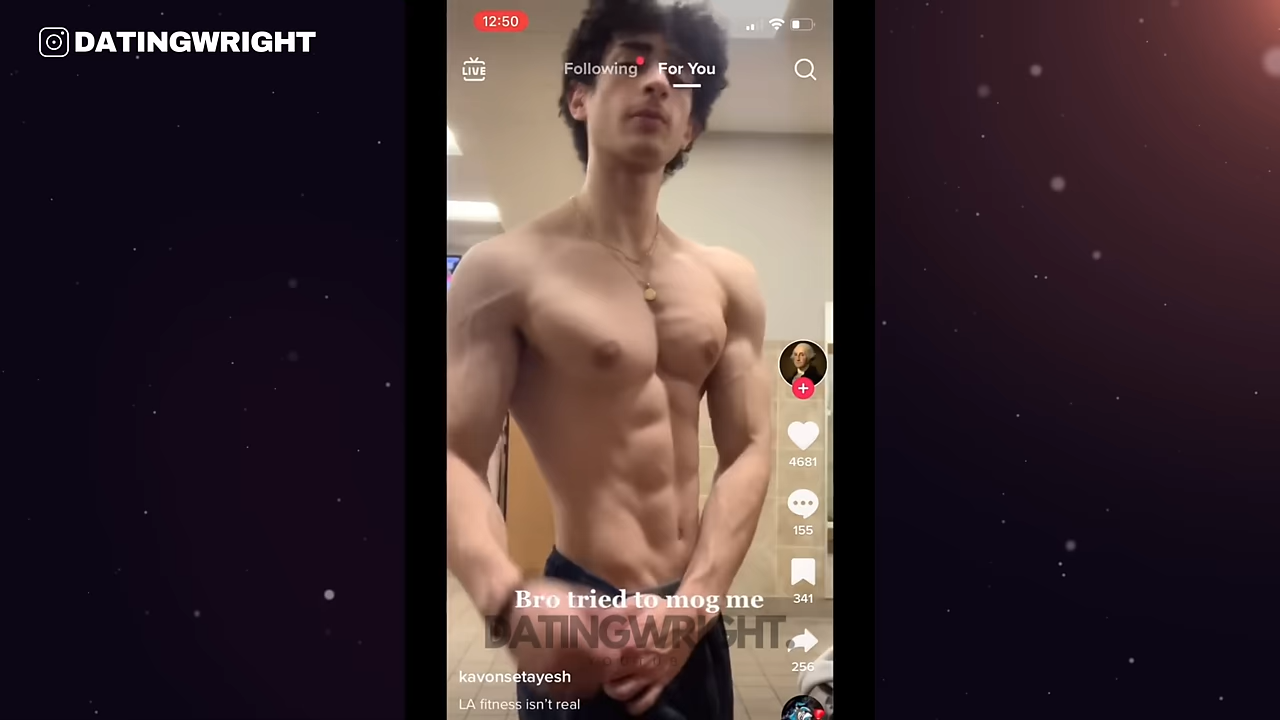 DATINGWRIGHT
12:50
LIVE
Following
For You
4681
155
341
Bro tried to mog me
DATINGWRIGHT.
256
kavonsetayesh
LA fitness isn't real